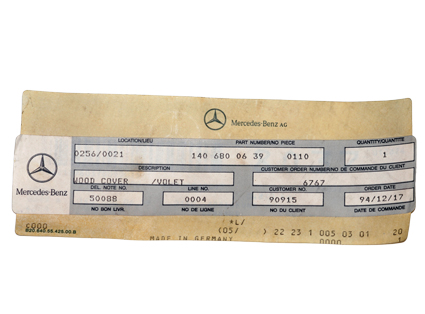 Mercedes-Benz AG
LOCATION/LIEU PART NUMBER/NO PIECE QUANTITY/QUANTITE
0256/0021 140 680 06 39 0110 1
DESCRIPTION CUSTOMER ORDER NUMBER/NO DE COMMANDE DU CLIENT
WOOD COVER /VOLET 6767
Mercedes-Benz
DEL. NOTE NO. LINE NO. CUSTOMER NO. ORDER DATE
50088 0004 90915 94/12/17
NO BON LIVR. NO DE LIGNE NO DU CLIENT DATE DE COMMANDE
*L/
(05/ ) 22 23 1 005 03 01 20
MADE IN GERMANY 0000